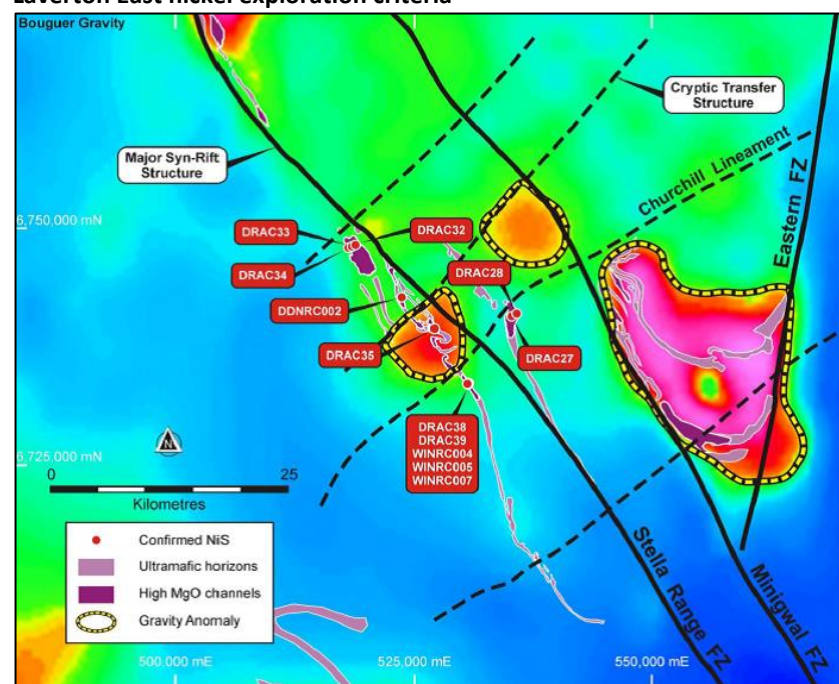 Laverton East nickel exploration criteria
Bouguer Gravity
Cryptic Transfer
Structure
Major Syn-Rift
Structure
Churchill Lineament
Eastern FZ
6,750,000 mN
DRAC33
DRAC32
DRAC34
DRAC28
DDNRC002
DRAC35
DRAC27
DRAC38
DRAC39
WINRC004
WINRC005
WINRC007
N
6,725,000 mN
0
25
Kilometres
Confirmed NiS
Ultramafic horizons
High MgO channels
Gravity Anomaly
Stella Range FZ
Minigwal FZ
500,000 mE
525,000 mE
550,000 mE